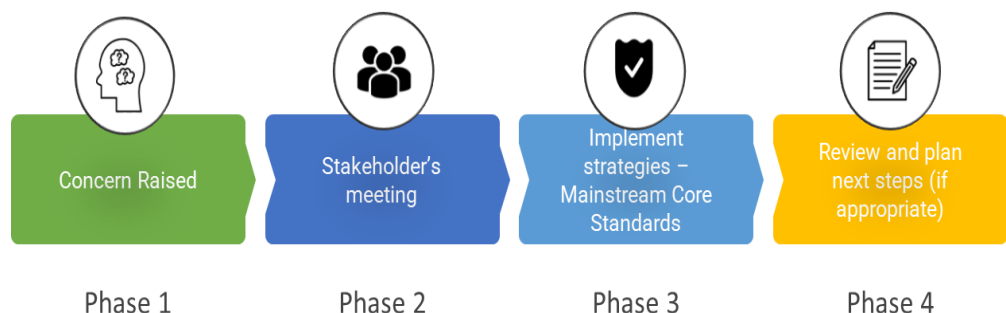 Concern Raised
Stakeholder's
meeting
Implement
strategies –
Mainstream Core
Standards
Review and plan
next steps (if
appropriate)
Phase 1
Phase 2
Phase 3
Phase 4